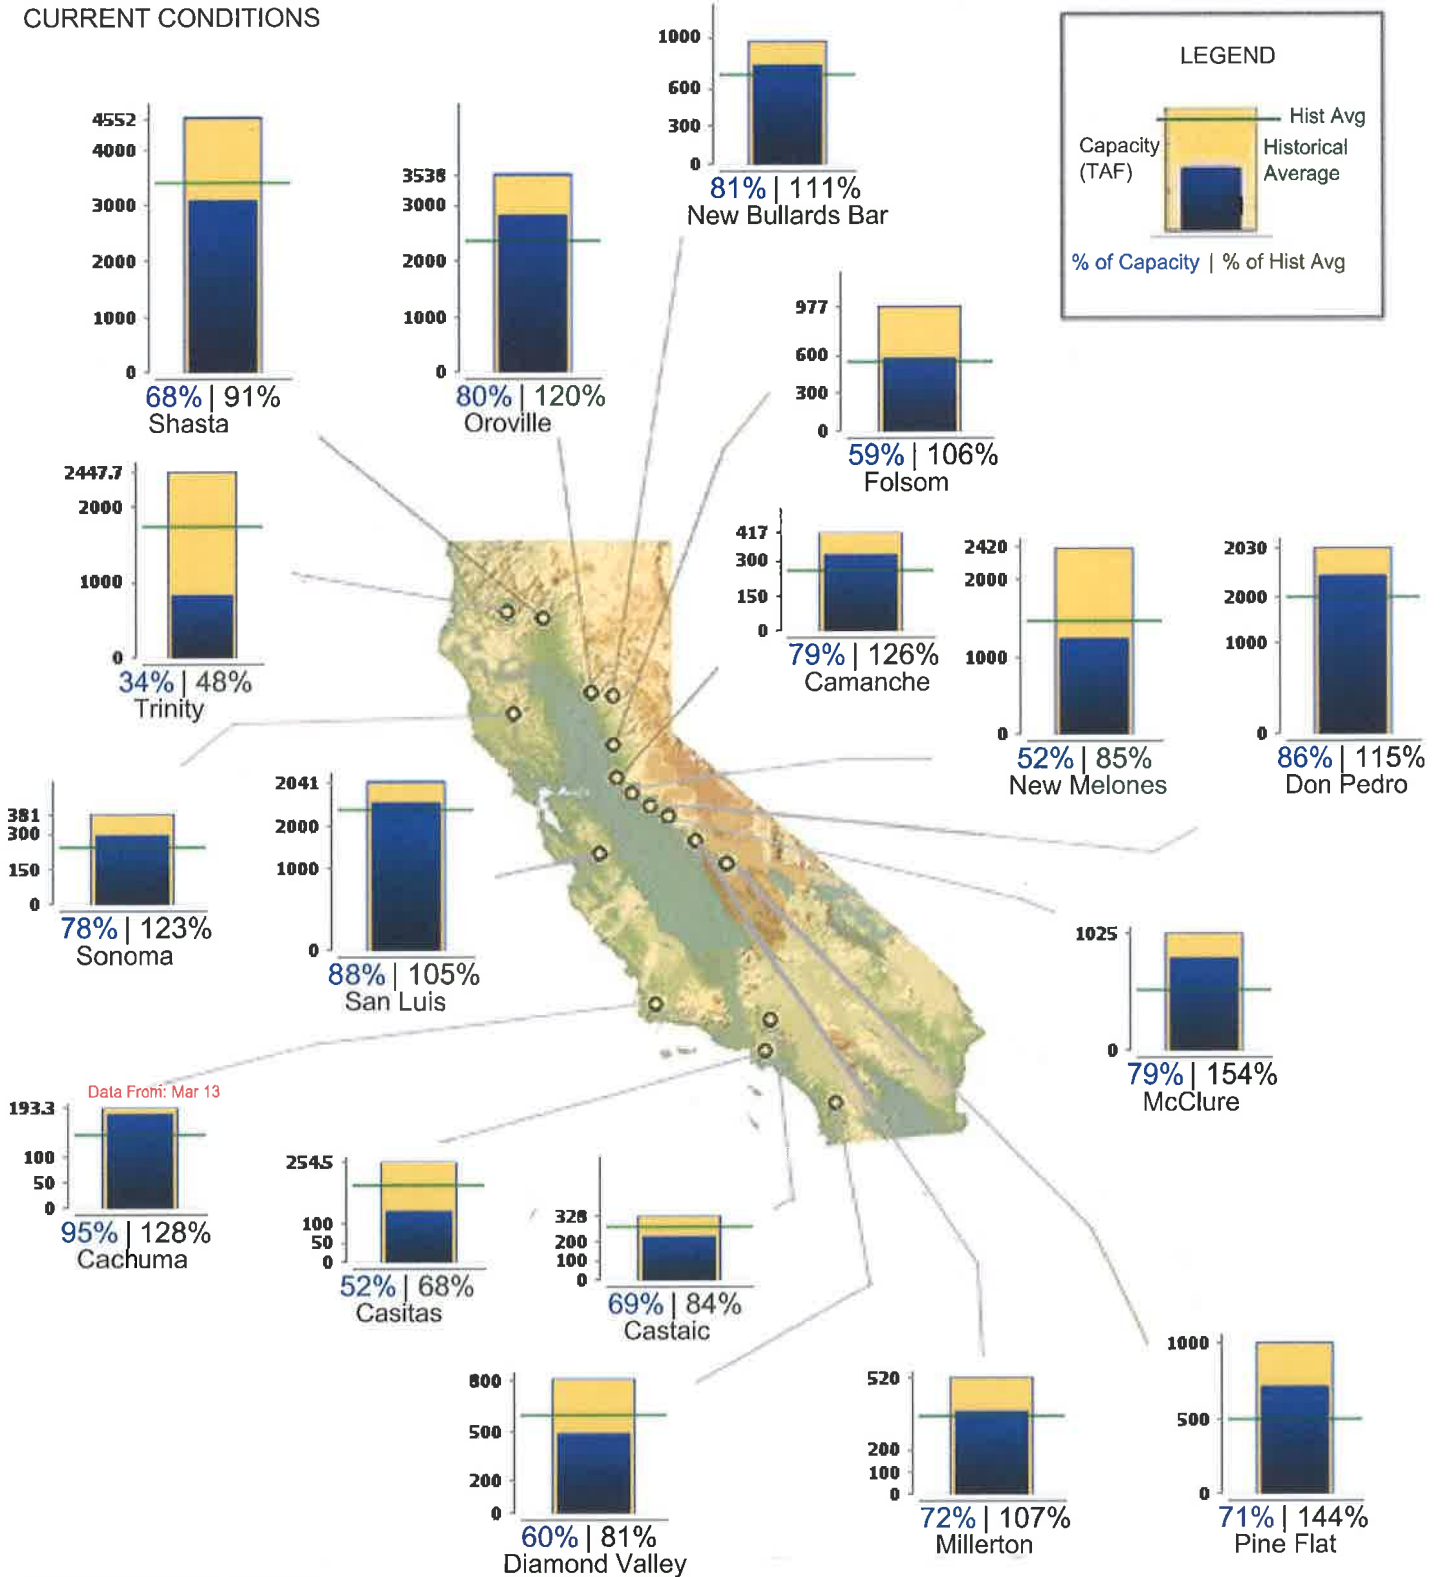 CURRENT CONDITIONS
LEGEND
Hist Avg
Capacity
(TAF)
Historical
Average
% of Capacity | % of Hist Avg
1000
600
300
0
81% | 111%
New Bullards Bar
4552
4000
3000
2000
1000
0
68% | 91%
Shasta
3538
3000
2000
1000
0
80% | 120%
Oroville
977
600
300
0
59% | 106%
Folsom
2447.7
2000
1000
0
34% | 48%
Trinity
417
300
150
0
79% | 126%
Camanche
2420
2000
1000
0
52% | 85%
New Melones
2030
2000
1000
0
86% | 115%
Don Pedro
381
300
150
0
78% | 123%
Sonoma
2041
2000
1000
0
88% | 105%
San Luis
1025
0
79% | 154%
McClure
Data From: Mar 13
193.3
100
50
0
95% | 128%
Cachuma
254.5
100
50
0
52% | 68%
Casitas
328
200
100
0
69% | 84%
Castaic
800
500
200
0
60% | 81%
Diamond Valley
520
200
100
0
72% | 107%
Millerton
1000
500
0
71% | 144%
Pine Flat